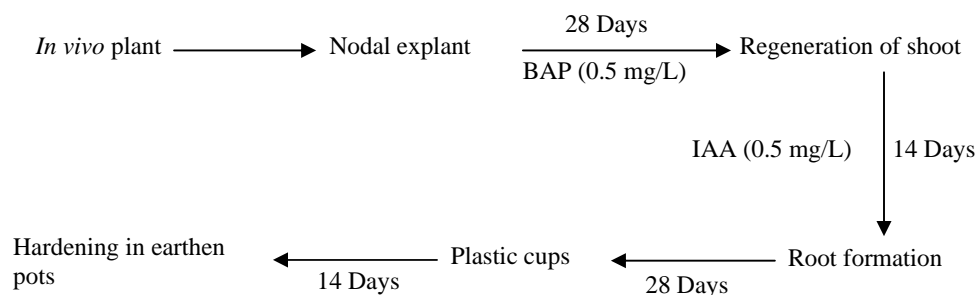 In vivo plant
Nodal explant
28 Days
BAP (0.5 mg/L)
Regeneration of shoot
IAA (0.5 mg/L)
14 Days
Root formation
28 Days
Plastic cups
14 Days
Hardening in earthen
pots